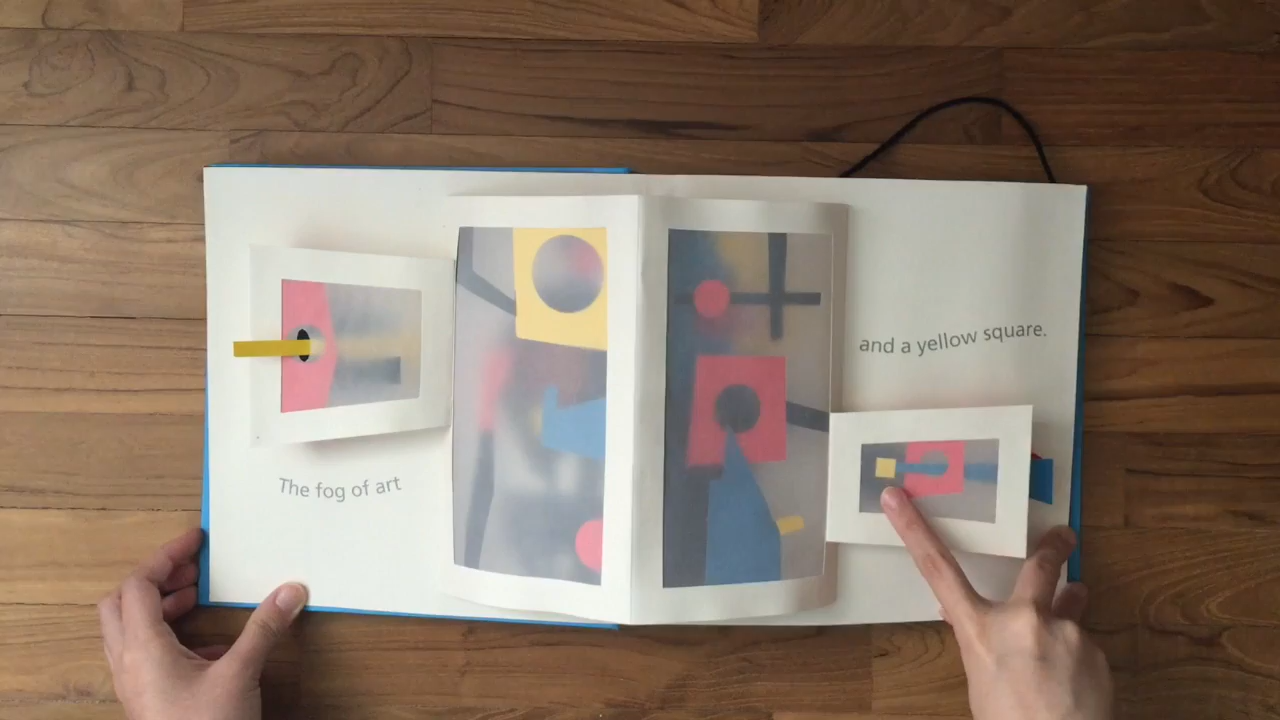 The fog of art
and a yellow square.